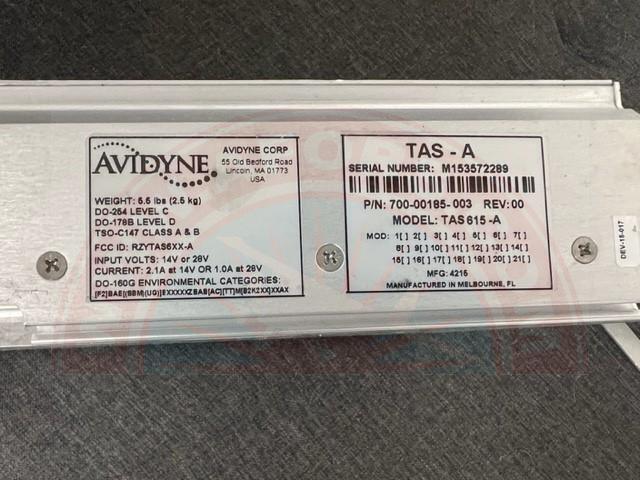 AVIDYNE
AVIDYNE CORP
55 Old Bedford Road
Lincoln, MA 01773
USA
WEIGHT: 5.5 lbs (2.5 kg)
DO-254 LEVEL C
DO-178B LEVEL D
TSO-C147 CLASS A & B
FCC ID: RZYTAS6XX-A
INPUT VOLTS: 14V or 28V
CURRENT: 2.1A at 14V OR 1.0A at 28V
DO-160G ENVIRONMENTAL CATEGORIES:
TAS - A
SERIAL NUMBER: M153572289
P/N: 700-00185-003 REV: 00
MODEL: TAS 615 -A
MOD: 1[ ] 2[ ] 3[ ] 4[ ] 5[ ] 6[ ] 7[ ]
8[ ] 9[ ] 10[ ] 11[ ] 12[ ] 13[ ] 14[ ]
15[ ] 16[ ] 17[ ] 18[ ] 19[ ] 20[ ] 21[ ]
MFG: 4215
MANUFACTURED IN MELBOURNE, FL
DEV-15-017